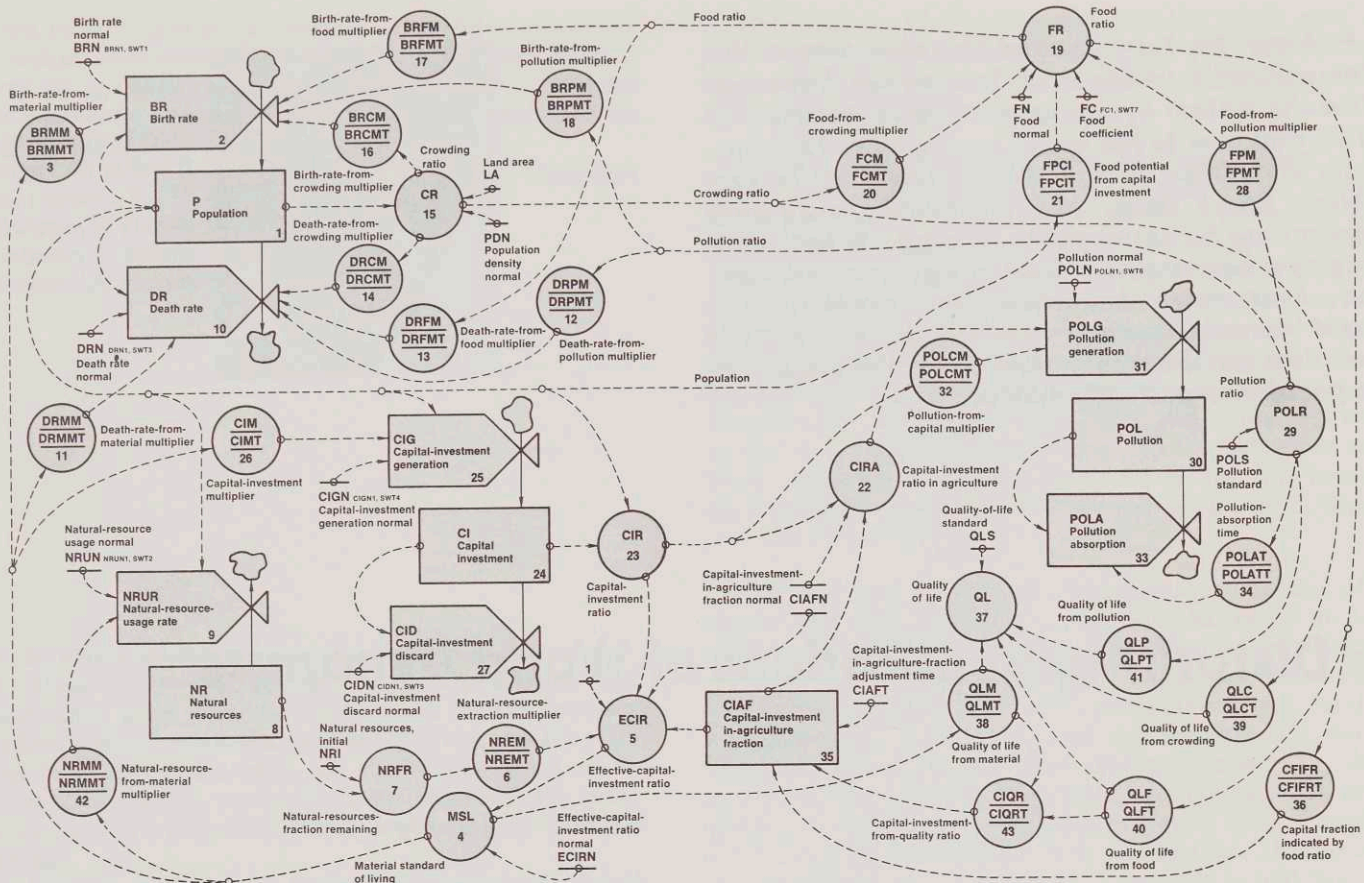 Birth rate
normal
BRN BRN1, SWT1
Birth-rate-from-
food multiplier
BRFM
BRFMT
17
Birth-rate-from-
pollution multiplier
BRPM
BRPMT
18
Food ratio
FR
19
Food
ratio
Birth-rate-from-
material multiplier
BRMM
BRMMT
3
BR
Birth rate
2
BRCM
BRCMT
16
Birth-rate-from-
crowding multiplier
Crowding
ratio
CR
15
Land area
LA
PDN
Population
density
normal
P
Population
1
Death-rate-from-
crowding multiplier
DRCM
DRCMT
14
DR
Death rate
10
DRN DRN1, SWT3
Death rate
normal
DRFM
DRFMT
13
Death-rate-from-
food multiplier
DRPM
DRPMT
12
Death-rate-from-
pollution multiplier
Food-from-
crowding multiplier
FCM
FCMT
20
Crowding ratio
Pollution ratio
FN
Food
normal
FC FC1, SWT7
Food
coefficient
FPCI
FPCIT
21
Food potential
from capital
investment
Food-from-
pollution multiplier
FPM
FPMT
28
Pollution normal
POLN POLN1, SWT6
POLG
Pollution
generation
31
Population
POLCM
POLCMT
32
Pollution-from-
capital multiplier
POL
Pollution
30
Pollution
ratio
POLR
29
POLS
Pollution
standard
POLA
Pollution
absorption
33
Pollution-
absorption
time
POLAT
POLATT
34
DRMM
DRMMT
11
Death-rate-from-
material multiplier
CIM
CIMT
26
Capital-investment
multiplier
CIG
Capital-investment
generation
25
CIGN CIGN1, SWT4
Capital-investment
generation normal
CI
Capital
investment
24
CIR
23
Capital-
investment
ratio
CIRA
22
Capital-investment
ratio in agriculture
CID
Capital-investment
discard
27
CIDN CIDN1, SWT5
Capital-investment
discard normal
Natural-resource
usage normal
NRUN NRUN1, SWT2
NRUR
Natural-resource-
usage rate
9
NR
Natural
resources
8
Natural resources,
initial
NRI
NRFR
7
Natural-resources-
fraction remaining
Natural-resource-
extraction multiplier
NREM
NREMT
6
1
ECIR
5
Effective-capital-
investment ratio
Capital-investment-
in-agriculture
fraction normal
CIAFN
CIAF
Capital-investment
in-agriculture
fraction
35
Capital-investment-
in-agriculture-fraction
adjustment time
CIAFT
NRMM
NRMMT
42
Natural-resource-
from-material
multiplier
MSL
4
Material standard
of living
Effective-capital-
investment ratio
normal
ECIRN
Quality-of-life
standard
QLS
Quality
of life
QL
37
QLM
QLMT
38
Quality of life
from material
Quality of life
from pollution
QLP
QLPT
41
QLC
QLCT
39
Quality of life
from crowding
CIQR
CIQRT
43
Capital-investment-
from-quality ratio
QLF
QLFT
40
Quality of life
from food
CFIFR
CFIFRT
36
Capital fraction
indicated by
food ratio